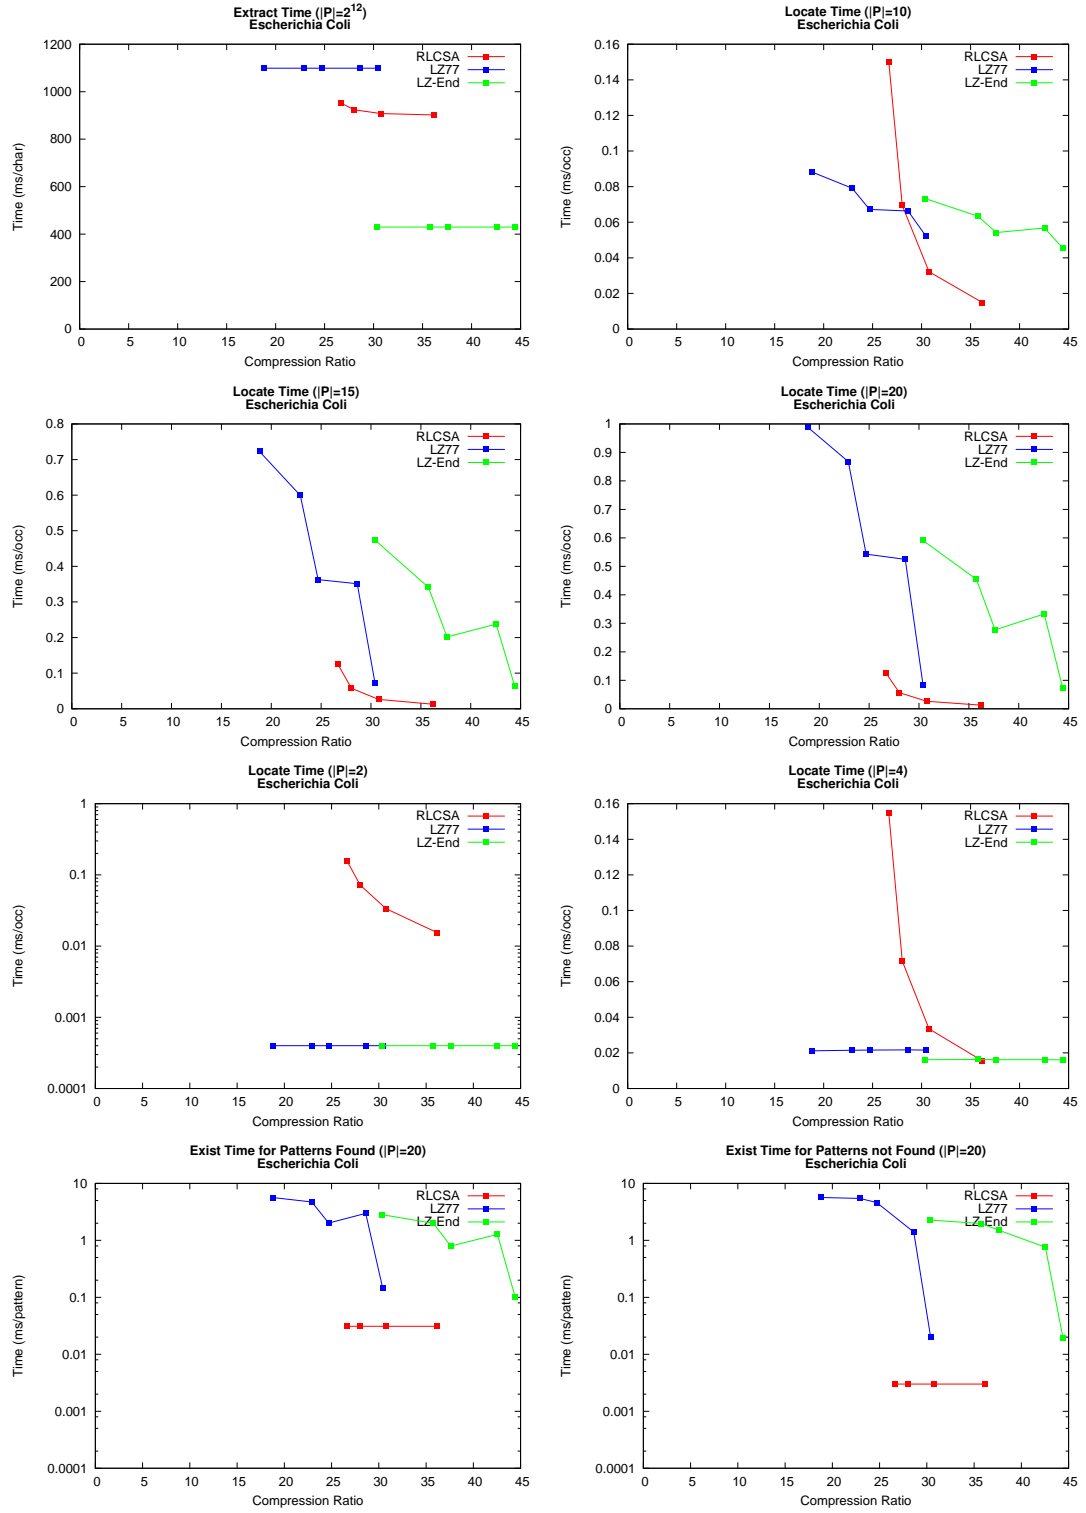 Extract Time (|P|=2^12)
Escherichia Coli
1200
1000
800
600
400
200
0
0 5 10 15 20 25 30 35 40 45
Time (ms/char)
Compression Ratio
RLCSA
LZ77
LZ-End
Locate Time (|P|=10)
Escherichia Coli
0.16
0.14
0.12
0.1
0.08
0.06
0.04
0.02
0
0 5 10 15 20 25 30 35 40 45
Time (ms/occ)
Compression Ratio
RLCSA
LZ77
LZ-End
Locate Time (|P|=15)
Escherichia Coli
0.8
0.7
0.6
0.5
0.4
0.3
0.2
0.1
0
0 5 10 15 20 25 30 35 40 45
Time (ms/occ)
Compression Ratio
RLCSA
LZ77
LZ-End
Locate Time (|P|=20)
Escherichia Coli
1
0.9
0.8
0.7
0.6
0.5
0.4
0.3
0.2
0.1
0
0 5 10 15 20 25 30 35 40 45
Time (ms/occ)
Compression Ratio
RLCSA
LZ77
LZ-End
Locate Time (|P|=2)
Escherichia Coli
1
0.1
0.01
0.001
0.0001
0 5 10 15 20 25 30 35 40 45
Time (ms/occ)
Compression Ratio
RLCSA
LZ77
LZ-End
Locate Time (|P|=4)
Escherichia Coli
0.16
0.14
0.12
0.1
0.08
0.06
0.04
0.02
0
0 5 10 15 20 25 30 35 40 45
Time (ms/occ)
Compression Ratio
RLCSA
LZ77
LZ-End
Exist Time for Patterns Found (|P|=20)
Escherichia Coli
10
1
0.1
0.01
0.001
0.0001
0 5 10 15 20 25 30 35 40 45
Time (ms/pattern)
Compression Ratio
RLCSA
LZ77
LZ-End
Exist Time for Patterns not Found (|P|=20)
Escherichia Coli
10
1
0.1
0.01
0.001
0.0001
0 5 10 15 20 25 30 35 40 45
Time (ms/pattern)
Compression Ratio
RLCSA
LZ77
LZ-End